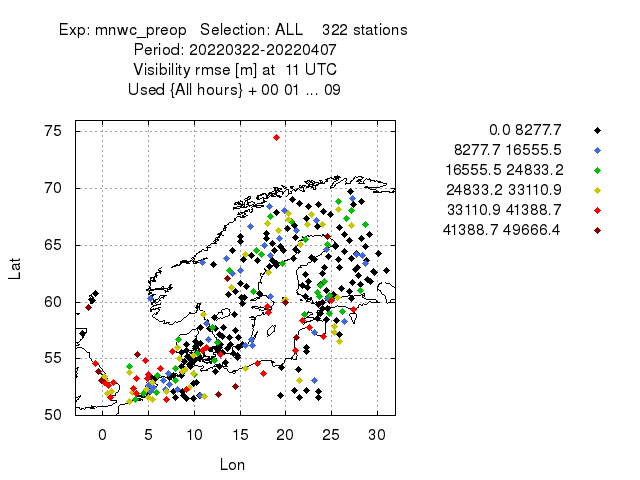 Exp: mnwc_preop   Selection: ALL    322 stations
Period: 20220322-20220407
Visibility rmse [m] at  11 UTC
Used {All hours} + 00 01 ... 09
0.0 8277.7
8277.7 16555.5
16555.5 24833.2
24833.2 33110.9
33110.9 41388.7
41388.7 49666.4
75
70
65
60
55
50
Lat
0 5 10 15 20 25 30
Lon